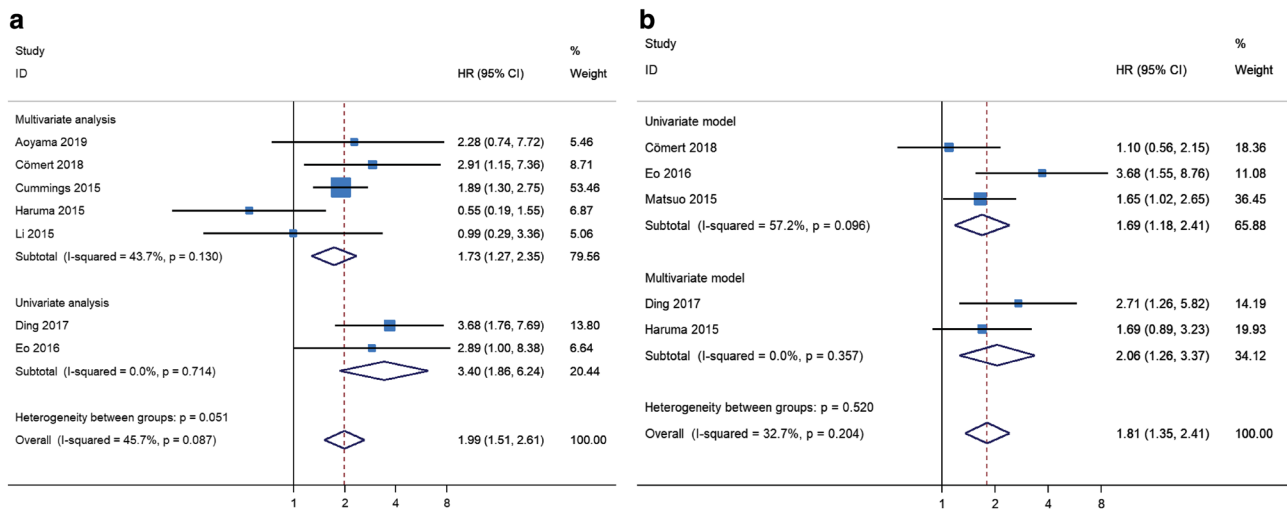 a
Study %
ID HR (95% CI) Weight
Multivariate analysis
Aoyama 2019 2.28 (0.74, 7.72) 5.46
Cömert 2018 2.91 (1.15, 7.36) 8.71
Cummings 2015 1.89 (1.30, 2.75) 53.46
Haruma 2015 0.55 (0.19, 1.55) 6.87
Li 2015 0.99 (0.29, 3.36) 5.06
Subtotal (I-squared = 43.7%, p = 0.130) 1.73 (1.27, 2.35) 79.56
Univariate analysis
Ding 2017 3.68 (1.76, 7.69) 13.80
Eo 2016 2.89 (1.00, 8.38) 6.64
Subtotal (I-squared = 0.0%, p = 0.714) 3.40 (1.86, 6.24) 20.44
Heterogeneity between groups: p = 0.051
Overall (I-squared = 45.7%, p = 0.087) 1.99 (1.51, 2.61) 100.00
1 2 4 8
b
Study %
ID HR (95% CI) Weight
Univariate model
Cömert 2018 1.10 (0.56, 2.15) 18.36
Eo 2016 3.68 (1.55, 8.76) 11.08
Matsuo 2015 1.65 (1.02, 2.65) 36.45
Subtotal (I-squared = 57.2%, p = 0.096) 1.69 (1.18, 2.41) 65.88
Multivariate model
Ding 2017 2.71 (1.26, 5.82) 14.19
Haruma 2015 1.69 (0.89, 3.23) 19.93
Subtotal (I-squared = 0.0%, p = 0.357) 2.06 (1.26, 3.37) 34.12
Heterogeneity between groups: p = 0.520
Overall (I-squared = 32.7%, p = 0.204) 1.81 (1.35, 2.41) 100.00
1 2 4 8